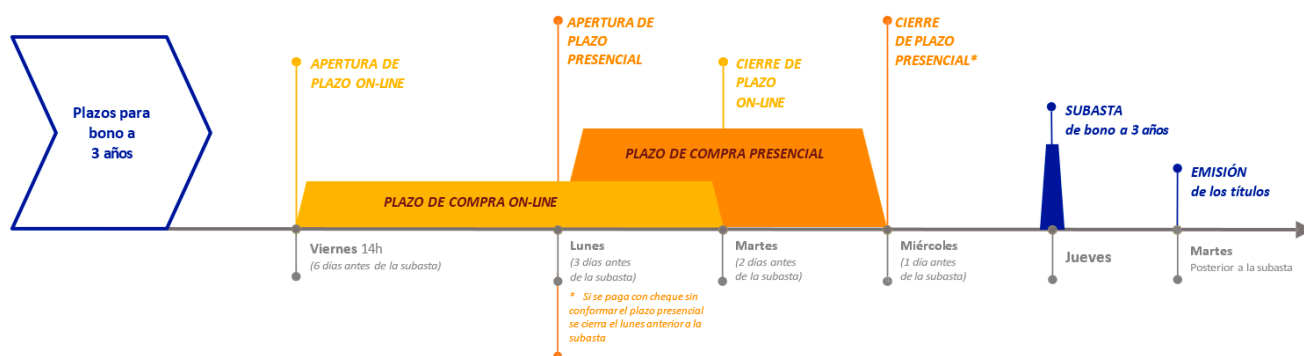 Plazos para
bono a
3 años
APERTURA DE
PLAZO ON-LINE
APERTURA DE
PLAZO
PRESENCIAL
CIERRE DE
PLAZO
ON-LINE
CIERRE
DE PLAZO
PRESENCIAL*
SUBASTA
de bono a 3 años
EMISIÓN
de los títulos
PLAZO DE COMPRA PRESENCIAL
PLAZO DE COMPRA ON-LINE
Viernes 14h
(6 días antes de la subasta)
Lunes
(3 días antes
de la subasta)
* Si se paga con cheque sin
conformar el plazo presencial
se cierra el lunes anterior a la
subasta
Martes
(2 días antes
de la subasta)
Miércoles
(1 día antes
de la subasta)
Jueves
Martes
Posterior a la subasta